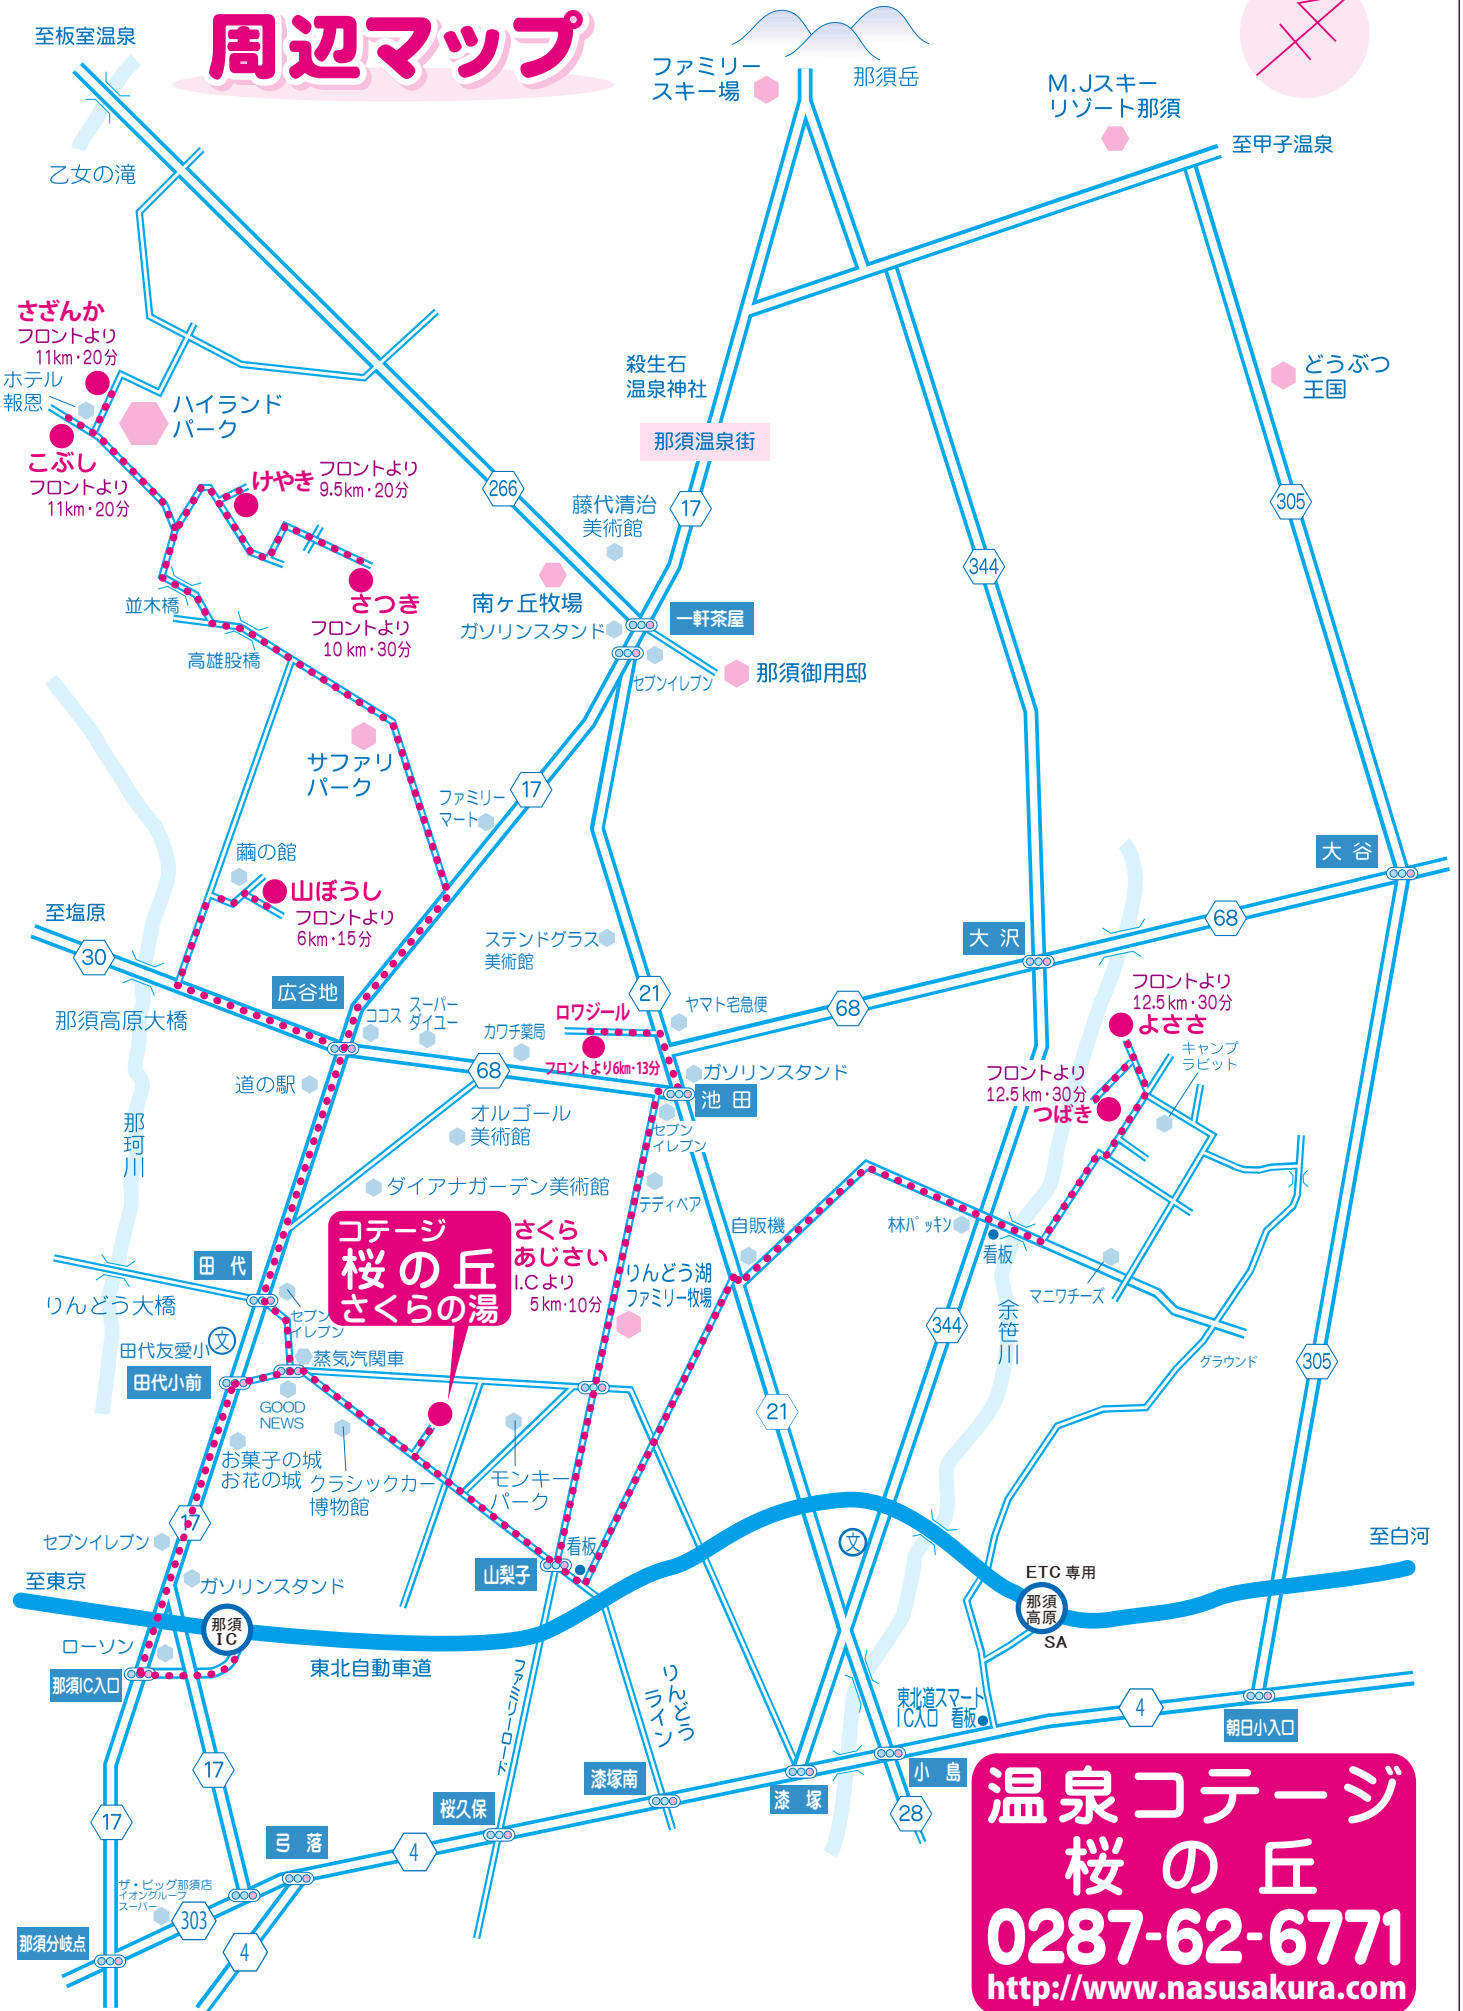 周辺マップ
至板室温泉
乙女の滝
ファミリー
スキー場
那須岳
M.Jスキー
リゾート那須
至甲子温泉
さざんか
フロントより
11km・20分
ホテル
報恩
ハイランド
パーク
こぶし
フロントより
11km・20分
けやき
フロントより
9.5km・20分
さつき
フロントより
10km・30分
並木橋
高雄股橋
266
殺生石
温泉神社
那須温泉街
17
藤代清治
美術館
南ヶ丘牧場
ガソリンスタンド
一軒茶屋
セブンイレブン
那須御用邸
どうぶつ
王国
305
344
サファリ
パーク
ファミリー
マート
17
繭の館
山ぼうし
フロントより
6km・15分
至塩原
30
那須高原大橋
広谷地
ココス
スーパー
ダイユー
カワチ薬局
ステンドグラス
美術館
ロワジール
フロントより6km・13分
21
ヤマト宅急便
68
大沢
68
大谷
道の駅
68
ガソリンスタンド
池田
セブン
イレブン
オルゴール
美術館
ダイアナガーデン美術館
テディベア
那珂川
フロントより
12.5km・30分
よささ
フロントより
12.5km・30分
つばき
キャンプ
ラビット
コテージ
桜の丘
さくらの湯
さくら
あじさい
I.Cより
5km・10分
りんどう湖
ファミリー牧場
自販機
林パッキン
看板
マニワチーズ
余笹川
グラウンド
田代
りんどう大橋
セブン
イレブン
田代友愛小
文
田代小前
蒸気汽関車
GOOD
NEWS
お菓子の城
お花の城
クラシックカー
博物館
モンキー
パーク
344
305
21
17
セブンイレブン
至東京
ガソリンスタンド
那須
IC
ローソン
那須IC入口
東北自動車道
山梨子
看板
文
ETC専用
那須
高原
SA
至白河
ファミリーロード
りんどう
ライン
東北道スマート
IC入口 看板
4
朝日小入口
17
17
漆塚南
漆塚
小島
28
桜久保
4
弓落
ザ・ビッグ那須店
イオングループ
スーパー
303
4
那須分岐点
温泉コテージ
桜の丘
0287-62-6771
http://www.nasusakura.com